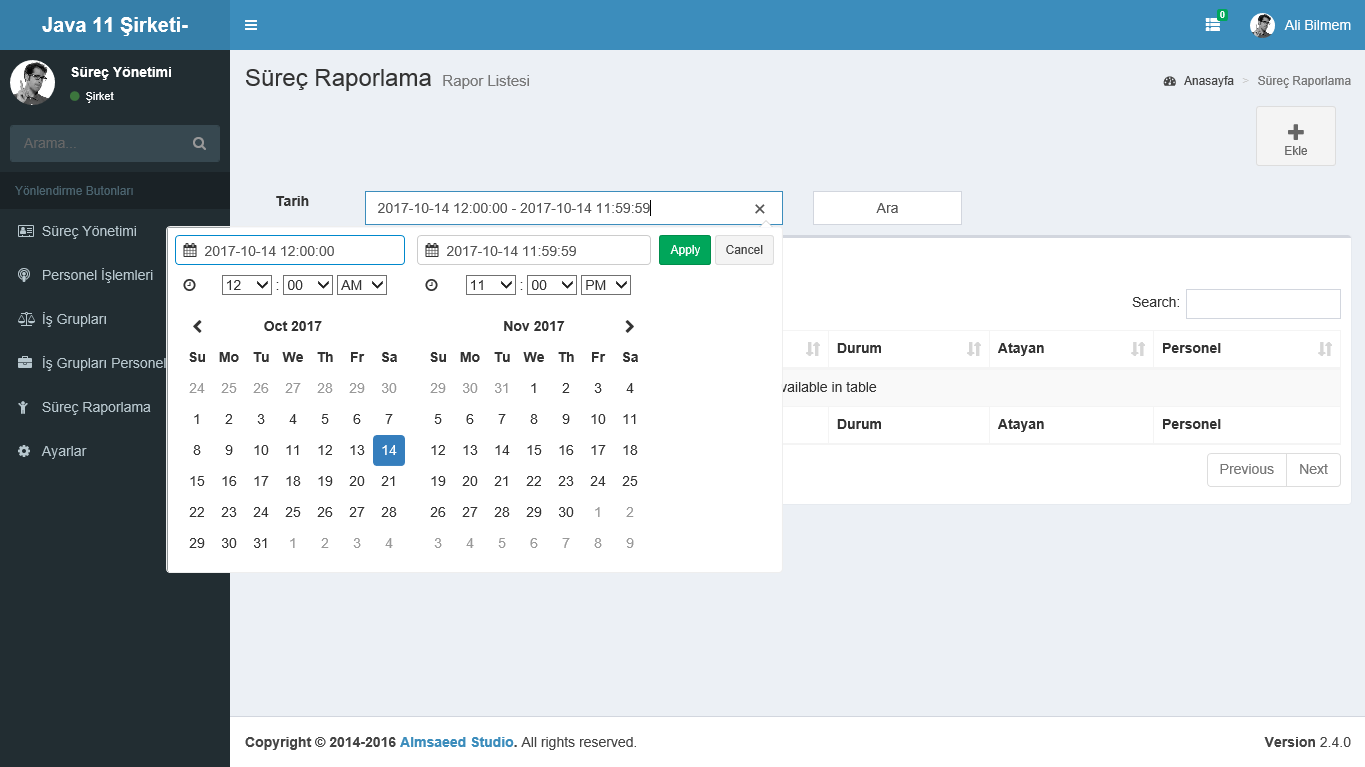 Java 11 Şirketi-
0
Ali Bilmem
Süreç Yönetimi
Şirket
Arama...
Yönlendirme Butonları
Süreç Yönetimi
Personel İşlemleri
İş Grupları
İş Grupları Personel
Süreç Raporlama
Ayarlar
Süreç Raporlama Rapor Listesi
Anasayfa > Süreç Raporlama
Ekle
Tarih 2017-10-14 12:00:00 - 2017-10-14 11:59:59 × Ara
2017-10-14 12:00:00 2017-10-14 11:59:59 Apply Cancel
12 : 00 AM 11 : 00 PM
Oct 2017 Nov 2017
Su Mo Tu We Th Fr Sa Su Mo Tu We Th Fr Sa
24 25 26 27 28 29 30 29 30 31 1 2 3 4
1 2 3 4 5 6 7 5 6 7 8 9 10 11
8 9 10 11 12 13 14 12 13 14 15 16 17 18
15 16 17 18 19 20 21 19 20 21 22 23 24 25
22 23 24 25 26 27 28 26 27 28 29 30 1 2
29 30 31 1 2 3 4 3 4 5 6 7 8 9
Search:
Durum Atayan Personel
vailable in table
Durum Atayan Personel
Previous Next
Copyright © 2014-2016 Almsaeed Studio. All rights reserved. Version 2.4.0